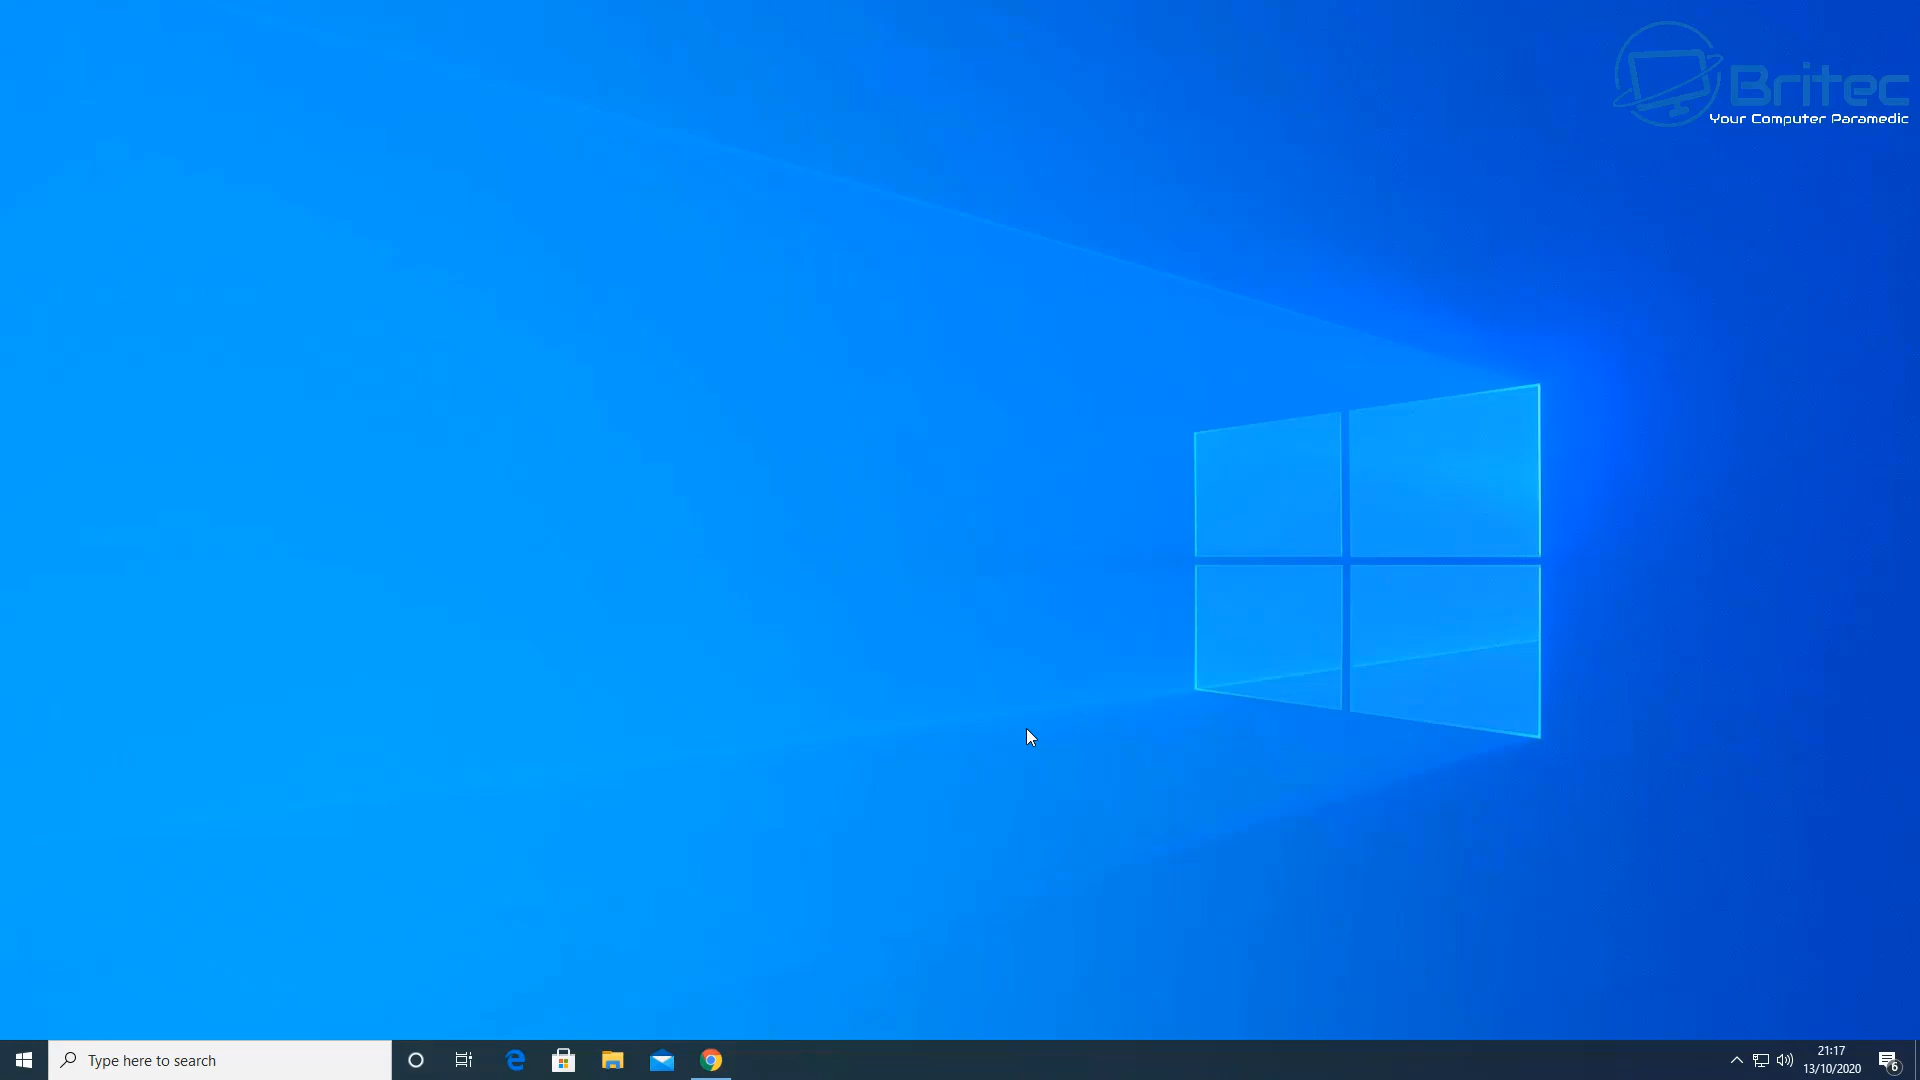 Britec
Your Computer Paramedic
Type here to search
21:17
13/10/2020
6